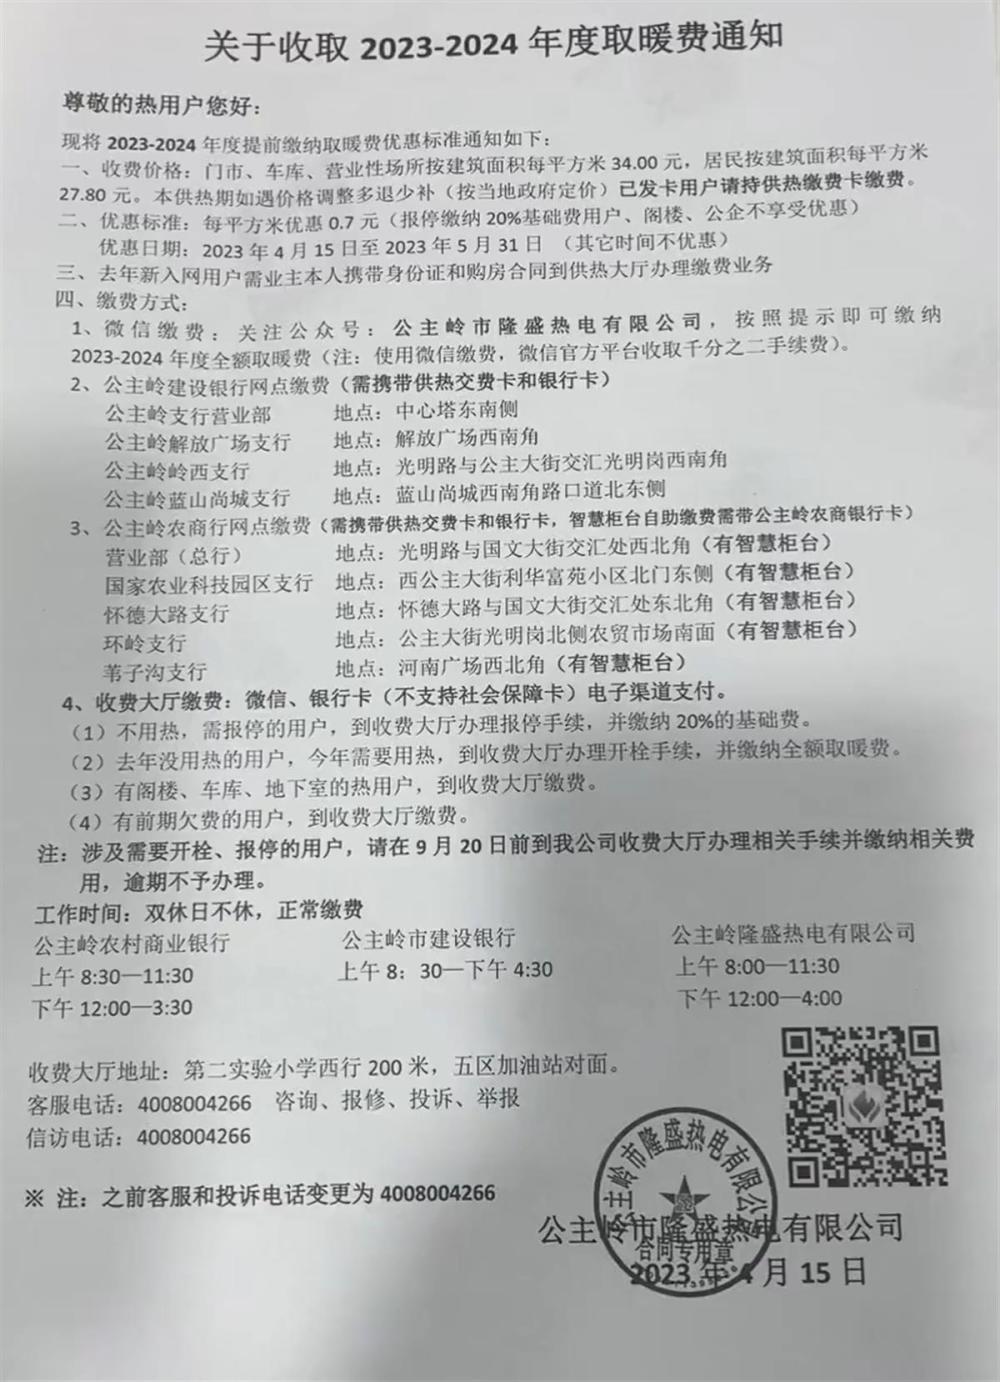 关于收取 2023-2024 年度取暖费通知
尊敬的热用户您好：
现将 2023-2024 年度提前缴纳取暖费优惠标准通知如下：
一、收费价格：门市、车库、营业性场所按建筑面积每平方米 34.00 元，居民按建筑面积每平方米
27.80 元。本供热期如遇价格调整多退少补（按当地政府定价）已发卡用户请持供热缴费卡缴费。
二、优惠标准：每平方米优惠 0.7 元（报停缴纳 20%基础费用户、阁楼、公企不享受优惠）
优惠日期：2023 年 4 月 15 日至 2023 年 5 月 31 日 （其它时间不优惠）
三、去年新入网用户需业主本人携带身份证和购房合同到供热大厅办理缴费业务
四、缴费方式：
1、微信缴费：关注公众号：公主岭市隆盛热电有限公司，按照提示即可缴纳
2023-2024 年度全额取暖费（注：使用微信缴费，微信官方平台收取千分之二手续费）。
2、公主岭建设银行网点缴费（需携带供热交费卡和银行卡）
公主岭支行营业部 地点：中心塔东南侧
公主岭解放广场支行 地点：解放广场西南角
公主岭岭西支行 地点：光明路与公主大街交汇光明岗西南角
公主岭蓝山尚城支行 地点：蓝山尚城西南角路口道北东侧
3、公主岭农商行网点缴费（需携带供热交费卡和银行卡，智慧柜台自助缴费需带公主岭农商银行卡）
营业部（总行） 地点：光明路与国文大街交汇处西北角（有智慧柜台）
国家农业科技园区支行 地点：西公主大街利华富苑小区北门东侧（有智慧柜台）
怀德大路支行 地点：怀德大路与国文大街交汇处东北角（有智慧柜台）
环岭支行 地点：公主大街光明岗北侧农贸市场南面（有智慧柜台）
苇子沟支行 地点：河南广场西北角（有智慧柜台）
4、收费大厅缴费：微信、银行卡（不支持社会保障卡）电子渠道支付。
（1）不用热，需报停的用户，到收费大厅办理报停手续，并缴纳 20%的基础费。
（2）去年没用热的用户，今年需要用热，到收费大厅办理开栓手续，并缴纳全额取暖费。
（3）有阁楼、车库、地下室的热用户，到收费大厅缴费。
（4）有前期欠费的用户，到收费大厅缴费。
注：涉及需要开栓、报停的用户，请在 9 月 20 日前到我公司收费大厅办理相关手续并缴纳相关费
用，逾期不予办理。
工作时间：双休日不休，正常缴费
公主岭农村商业银行 公主岭市建设银行 公主岭隆盛热电有限公司
上午 8:30—11:30 上午 8：30—下午 4:30 上午 8:00—11:30
下午 12:00—3:30 下午 12:00—4:00
收费大厅地址：第二实验小学西行 200 米，五区加油站对面。
客服电话：4008004266 咨询、报修、投诉、举报
信访电话：4008004266
※ 注：之前客服和投诉电话变更为 4008004266
公主岭市隆盛热电有限公司
合同专用章
公主岭市隆盛热电有限公司
2023 年 4 月 15 日